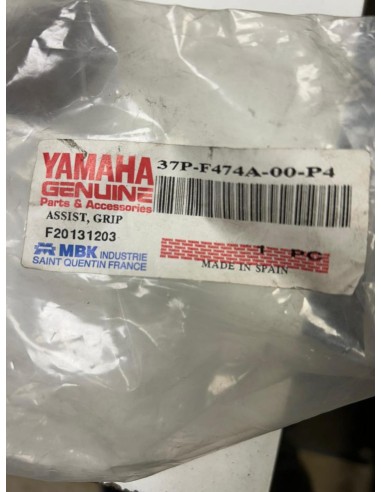 YAMAHA 37P-F474A-00-P4
GENUINE
Parts & Accessories
ASSIST, GRIP
F20131203
1 PC
MBK INDUSTRIE
MADE IN SPAIN
SAINT QUENTIN FRANCE